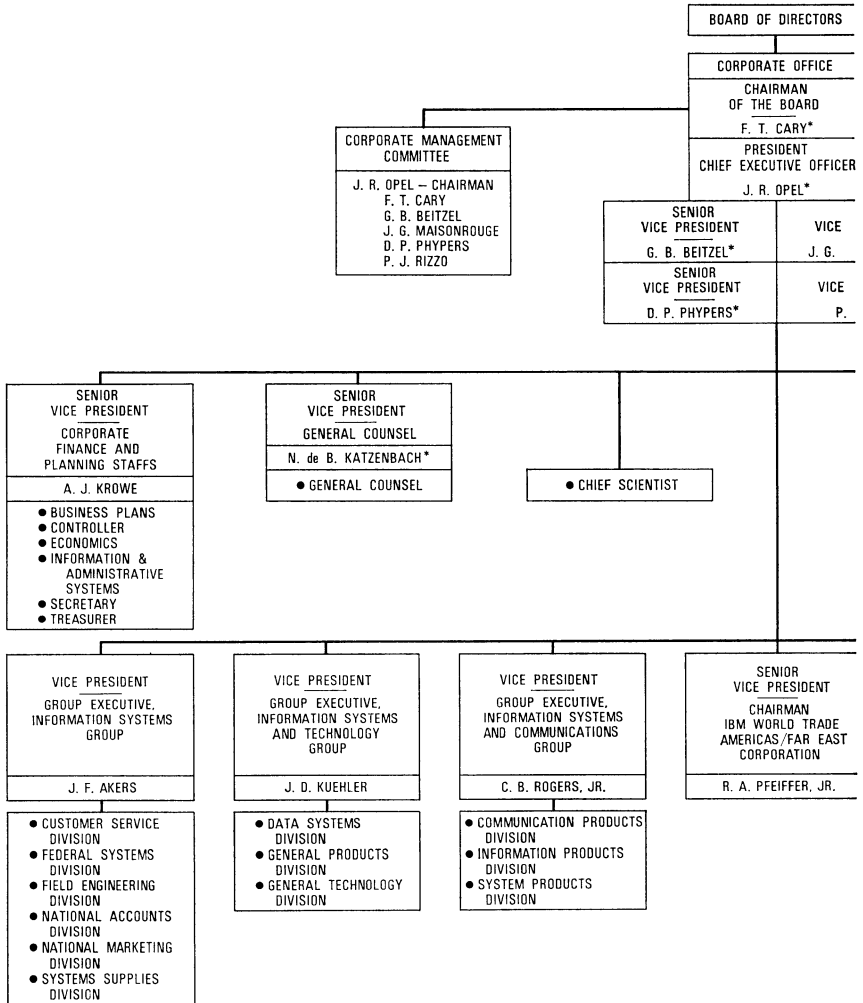 BOARD OF DIRECTORS
CORPORATE OFFICE
CHAIRMAN
OF THE BOARD
F. T. CARY*
PRESIDENT
CHIEF EXECUTIVE OFFICER
J. R. OPEL*
CORPORATE MANAGEMENT
COMMITTEE
J. R. OPEL – CHAIRMAN
F. T. CARY
G. B. BEITZEL
J. G. MAISONROUGE
D. P. PHYPERS
P. J. RIZZO
SENIOR
VICE PRESIDENT
G. B. BEITZEL*
VICE
J. G.
SENIOR
VICE PRESIDENT
D. P. PHYPERS*
VICE
P.
SENIOR
VICE PRESIDENT
CORPORATE
FINANCE AND
PLANNING STAFFS
A. J. KROWE
● BUSINESS PLANS
● CONTROLLER
● ECONOMICS
● INFORMATION &
ADMINISTRATIVE
SYSTEMS
● SECRETARY
● TREASURER
SENIOR
VICE PRESIDENT
GENERAL COUNSEL
N. de B. KATZENBACH*
● GENERAL COUNSEL
● CHIEF SCIENTIST
VICE PRESIDENT
GROUP EXECUTIVE,
INFORMATION SYSTEMS
GROUP
J. F. AKERS
● CUSTOMER SERVICE
DIVISION
● FEDERAL SYSTEMS
DIVISION
● FIELD ENGINEERING
DIVISION
● NATIONAL ACCOUNTS
DIVISION
● NATIONAL MARKETING
DIVISION
● SYSTEMS SUPPLIES
DIVISION
VICE PRESIDENT
GROUP EXECUTIVE,
INFORMATION SYSTEMS
AND TECHNOLOGY
GROUP
J. D. KUEHLER
● DATA SYSTEMS
DIVISION
● GENERAL PRODUCTS
DIVISION
● GENERAL TECHNOLOGY
DIVISION
VICE PRESIDENT
GROUP EXECUTIVE,
INFORMATION SYSTEMS
AND COMMUNICATIONS
GROUP
C. B. ROGERS, JR.
● COMMUNICATION PRODUCTS
DIVISION
● INFORMATION PRODUCTS
DIVISION
● SYSTEM PRODUCTS
DIVISION
SENIOR
VICE PRESIDENT
CHAIRMAN
IBM WORLD TRADE
AMERICAS/FAR EAST
CORPORATION
R. A. PFEIFFER, JR.